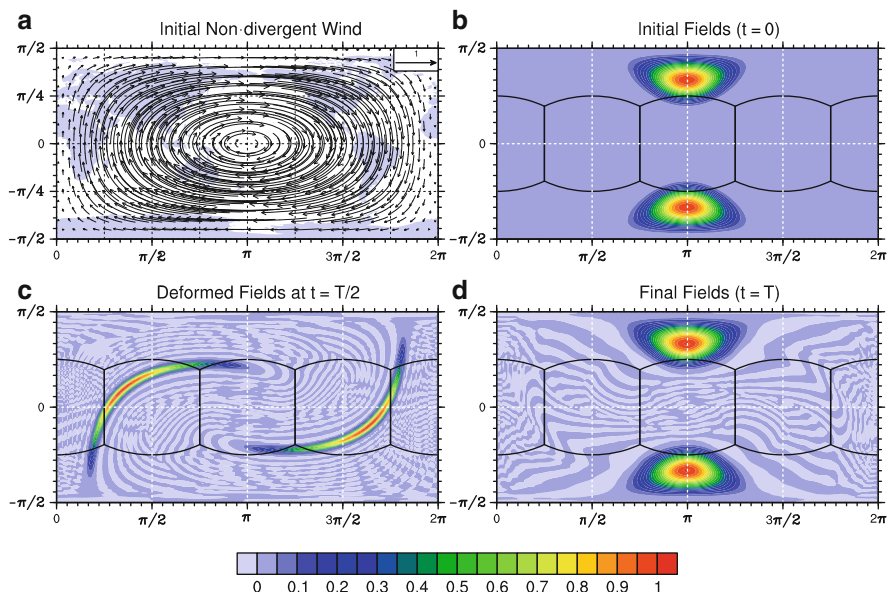 a Initial Non-divergent Wind
1
π/2
π/4
0
-π/4
-π/2
0 π/2 π 3π/2 2π
b Initial Fields (t = 0)
π/2
0
-π/2
0 π/2 π 3π/2 2π
c Deformed Fields at t = T/2
π/2
0
-π/2
0 π/2 π 3π/2 2π
d Final Fields (t = T)
π/2
0
-π/2
0 π/2 π 3π/2 2π
0 0.1 0.2 0.3 0.4 0.5 0.6 0.7 0.8 0.9 1